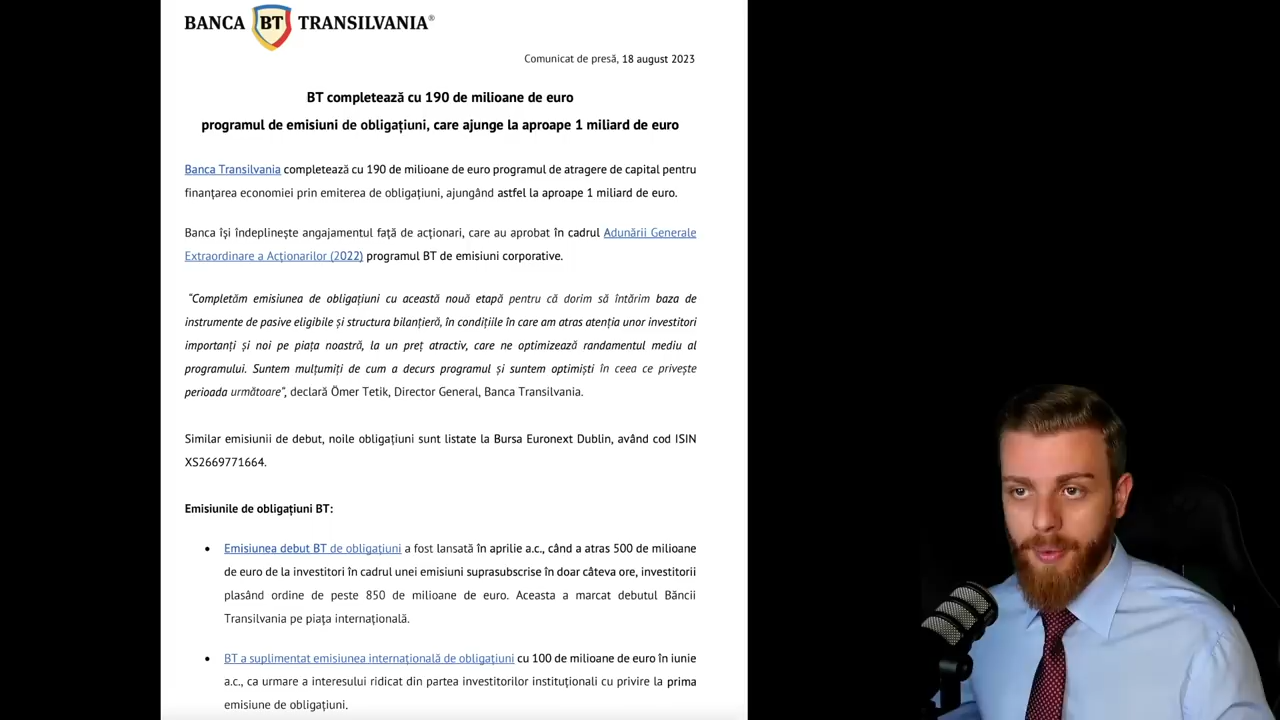 BANCA BT TRANSILVANIA®
Comunicat de presă, 18 august 2023
BT completează cu 190 de milioane de euro
programul de emisiuni de obligațiuni, care ajunge la aproape 1 miliard de euro
Banca Transilvania completează cu 190 de milioane de euro programul de atragere de capital pentru
finanțarea economiei prin emiterea de obligațiuni, ajungând astfel la aproape 1 miliard de euro.
Banca își îndeplinește angajamentul față de acționari, care au aprobat în cadrul Adunării Generale
Extraordinare a Acționarilor (2022) programul BT de emisiuni corporative.
“Completăm emisiunea de obligațiuni cu această nouă etapă pentru că dorim să întărim baza de
instrumente de pasive eligibile și structura bilanțieră, în condițiile în care am atras atenția unor investitori
importanți și noi pe piața noastră, la un preț atractiv, care ne optimizează randamentul mediu al
programului. Suntem mulțumiți de cum a decurs programul și suntem optimiști în ceea ce privește
perioada următoare”, declară Ömer Tetik, Director General, Banca Transilvania.
Similar emisiunii de debut, noile obligațiuni sunt listate la Bursa Euronext Dublin, având cod ISIN
XS2669771664.
Emisiunile de obligațiuni BT:
• Emisiunea debut BT de obligațiuni a fost lansată în aprilie a.c., când a atras 500 de milioane
de euro de la investitori în cadrul unei emisiuni suprasubscrise în doar câteva ore, investitorii
plasând ordine de peste 850 de milioane de euro. Aceasta a marcat debutul Băncii
Transilvania pe piața internațională.
• BT a suplimentat emisiunea internațională de obligațiuni cu 100 de milioane de euro în iunie
a.c., ca urmare a interesului ridicat din partea investitorilor instituționali cu privire la prima
emisiune de obligațiuni.